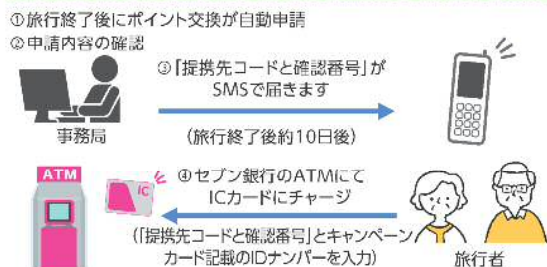 ①旅行終了後にポイント交換が自動申請
②申請内容の確認
③「提携先コードと確認番号」が
SMSで届きます
事務局
(旅行終了後約10日後)
ATM
IC
④セブン銀行のATMにて
ICカードにチャージ
(「提携先コードと確認番号」とキャンペーン
カード記載のIDナンバーを入力)
旅行者